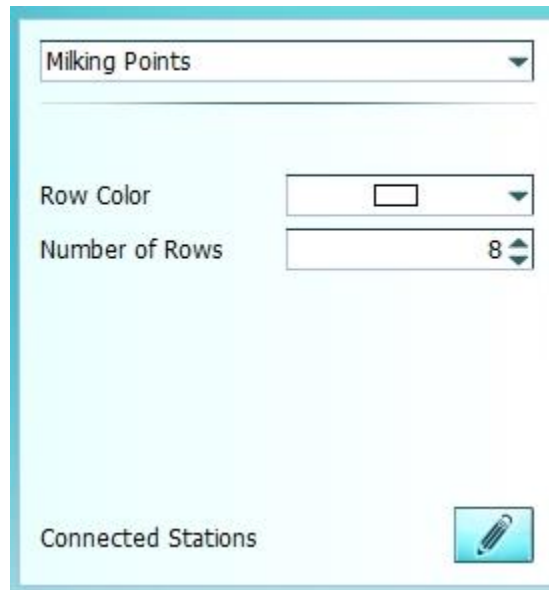 Milking Points
Row Color
Number of Rows 8
Connected Stations